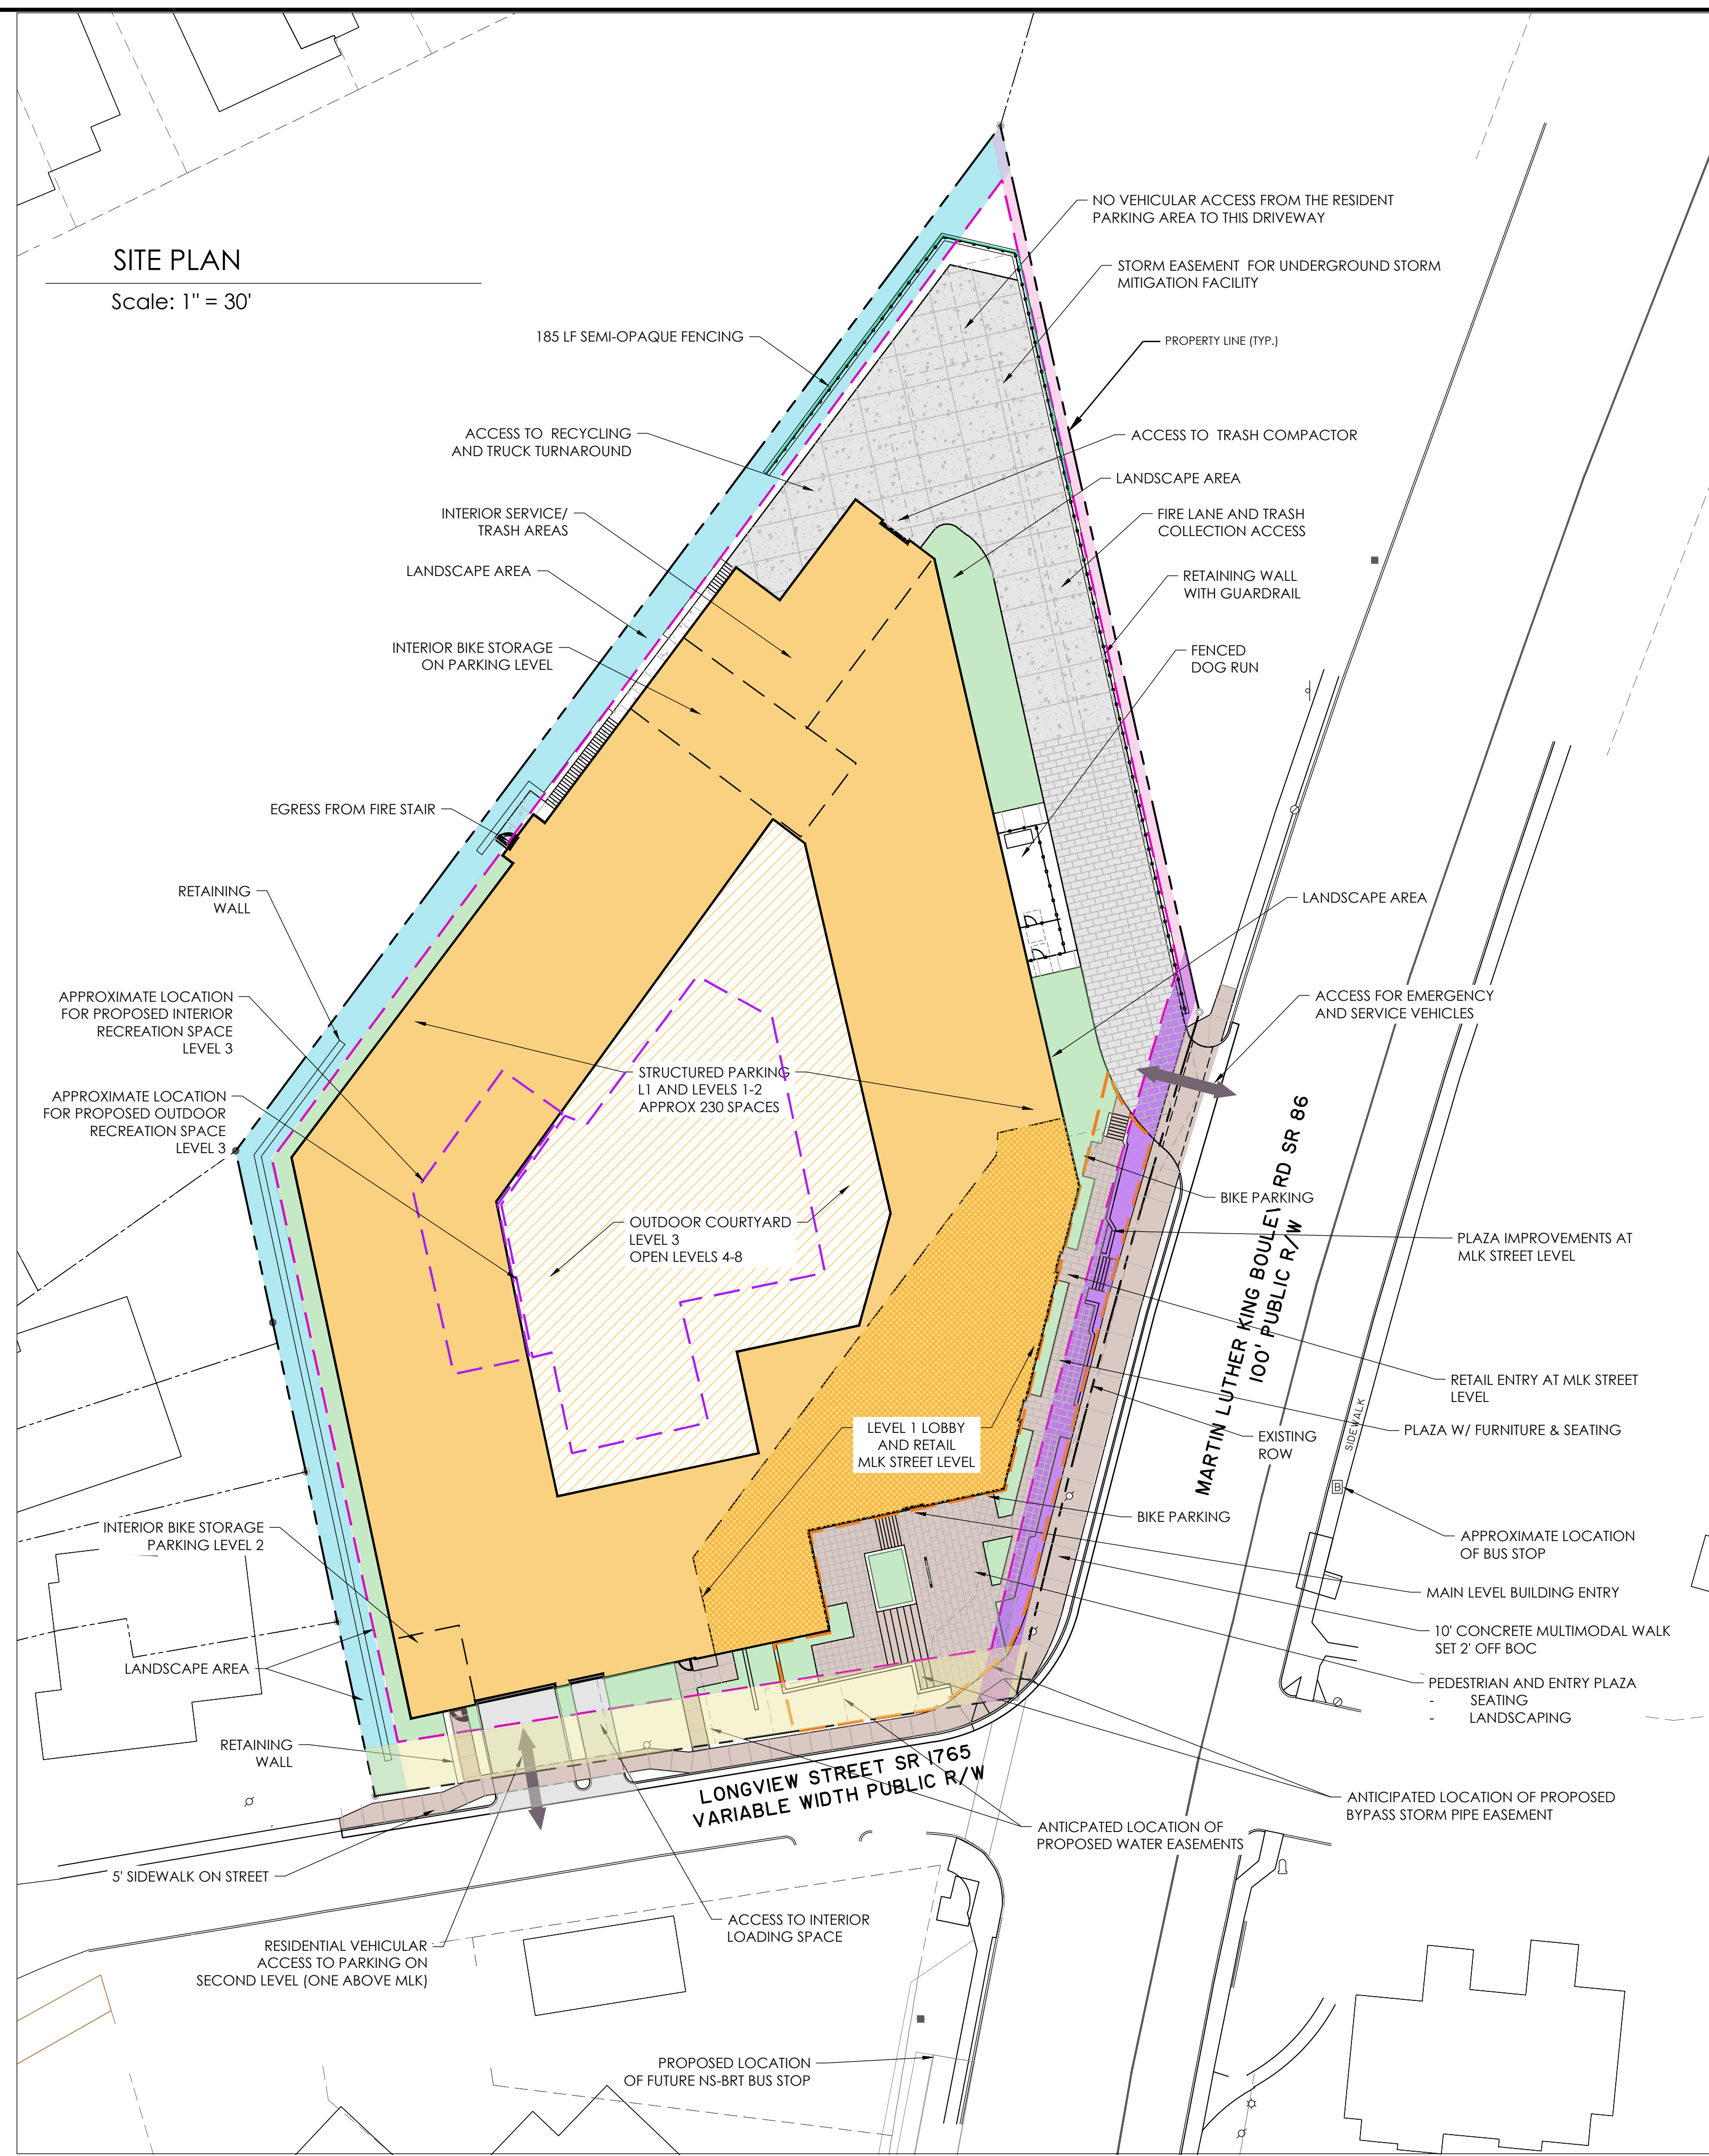 SITE PLAN
Scale: 1" = 30'
NO VEHICULAR ACCESS FROM THE RESIDENT
PARKING AREA TO THIS DRIVEWAY
STORM EASEMENT FOR UNDERGROUND STORM
MITIGATION FACILITY
185 LF SEMI-OPAQUE FENCING
PROPERTY LINE (TYP.)
ACCESS TO RECYCLING
AND TRUCK TURNAROUND
ACCESS TO TRASH COMPACTOR
LANDSCAPE AREA
INTERIOR SERVICE/
TRASH AREAS
FIRE LANE AND TRASH
COLLECTION ACCESS
LANDSCAPE AREA
RETAINING WALL
WITH GUARDRAIL
INTERIOR BIKE STORAGE
ON PARKING LEVEL
FENCED
DOG RUN
EGRESS FROM FIRE STAIR
RETAINING
WALL
LANDSCAPE AREA
APPROXIMATE LOCATION
FOR PROPOSED INTERIOR
RECREATION SPACE
LEVEL 3
ACCESS FOR EMERGENCY
AND SERVICE VEHICLES
STRUCTURED PARKING
L1 AND LEVELS 1-2
APPROX 230 SPACES
APPROXIMATE LOCATION
FOR PROPOSED OUTDOOR
RECREATION SPACE
LEVEL 3
BIKE PARKING
OUTDOOR COURTYARD
LEVEL 3
OPEN LEVELS 4-8
PLAZA IMPROVEMENTS AT
MLK STREET LEVEL
MARTIN LUTHER KING BOULEVARD SR 86
100' PUBLIC R/W
RETAIL ENTRY AT MLK STREET
LEVEL
SIDEWALK
PLAZA W/ FURNITURE & SEATING
LEVEL 1 LOBBY
AND RETAIL
MLK STREET LEVEL
EXISTING
ROW
B
BIKE PARKING
INTERIOR BIKE STORAGE
PARKING LEVEL 2
APPROXIMATE LOCATION
OF BUS STOP
MAIN LEVEL BUILDING ENTRY
10' CONCRETE MULTIMODAL WALK
SET 2' OFF BOC
LANDSCAPE AREA
PEDESTRIAN AND ENTRY PLAZA
- SEATING
- LANDSCAPING
RETAINING
WALL
LONGVIEW STREET SR 1765
VARIABLE WIDTH PUBLIC R/W
ANTICIPATED LOCATION OF PROPOSED
BYPASS STORM PIPE EASEMENT
ANTICPATED LOCATION OF
PROPOSED WATER EASEMENTS
5' SIDEWALK ON STREET
ACCESS TO INTERIOR
LOADING SPACE
RESIDENTIAL VEHICULAR
ACCESS TO PARKING ON
SECOND LEVEL (ONE ABOVE MLK)
PROPOSED LOCATION
OF FUTURE NS-BRT BUS STOP